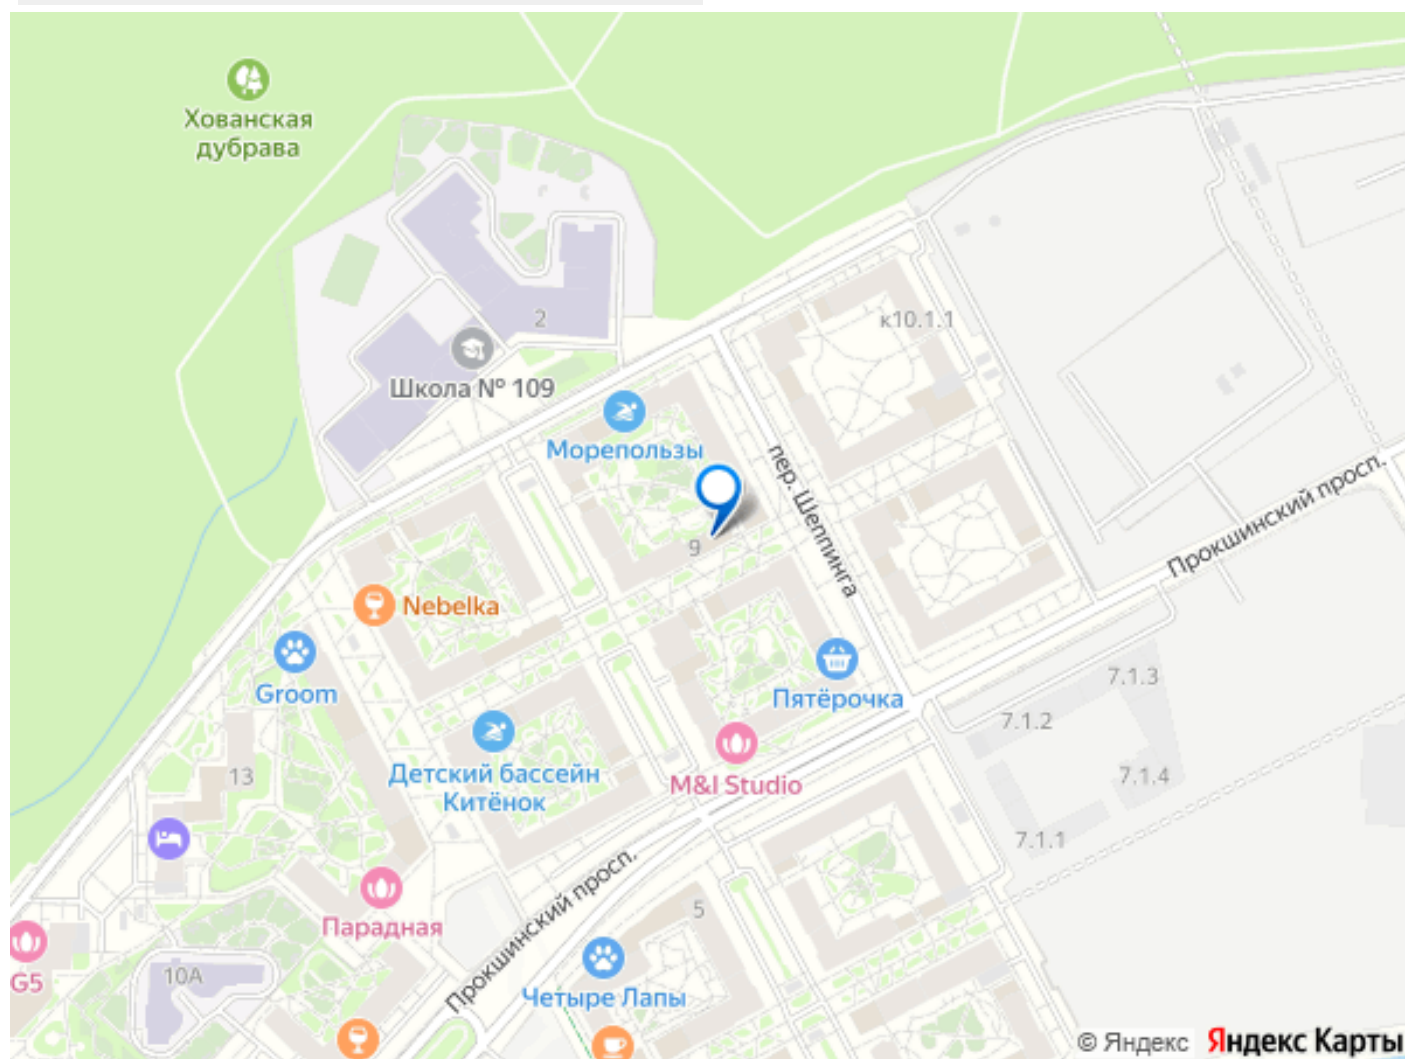 Хованская
дубрава
к10.1.1
2
Школа № 109
Морепользы
пер. Шеппинга
Прокшинский просп.
9
Nebelka
Groom
Пятёрочка
7.1.3
7.1.2
13
Детский бассейн
Китёнок
M&I Studio
7.1.4
7.1.1
Прокшинский просп.
5
Парадная
10А
G5
Четыре Лапы
© Яндекс Яндекс Карты